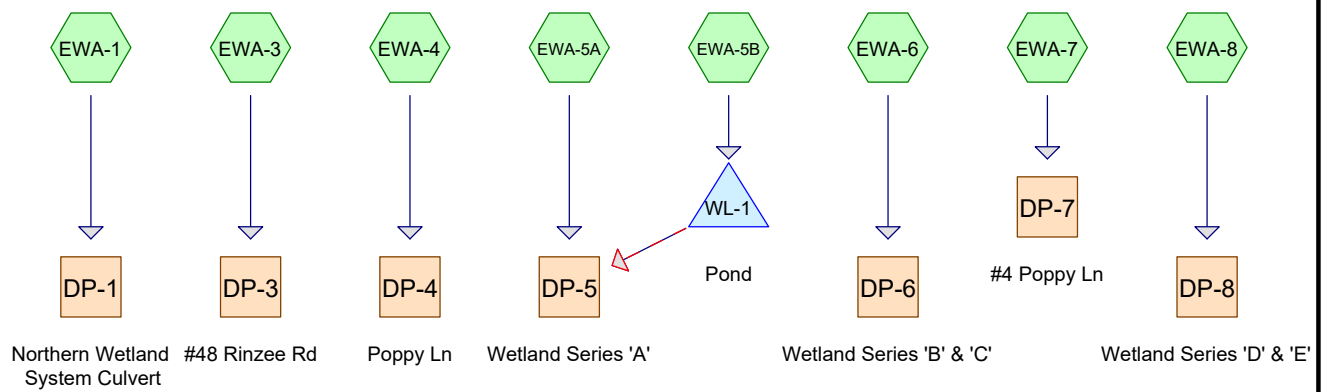 EWA-1
EWA-3
EWA-4
EWA-5A
EWA-5B
EWA-6
EWA-7
EWA-8
WL-1
DP-7
Pond
#4 Poppy Ln
DP-1
DP-3
DP-4
DP-5
DP-6
DP-8
Northern Wetland
System Culvert
#48 Rinzee Rd
Poppy Ln
Wetland Series 'A'
Wetland Series 'B' & 'C'
Wetland Series 'D' & 'E'